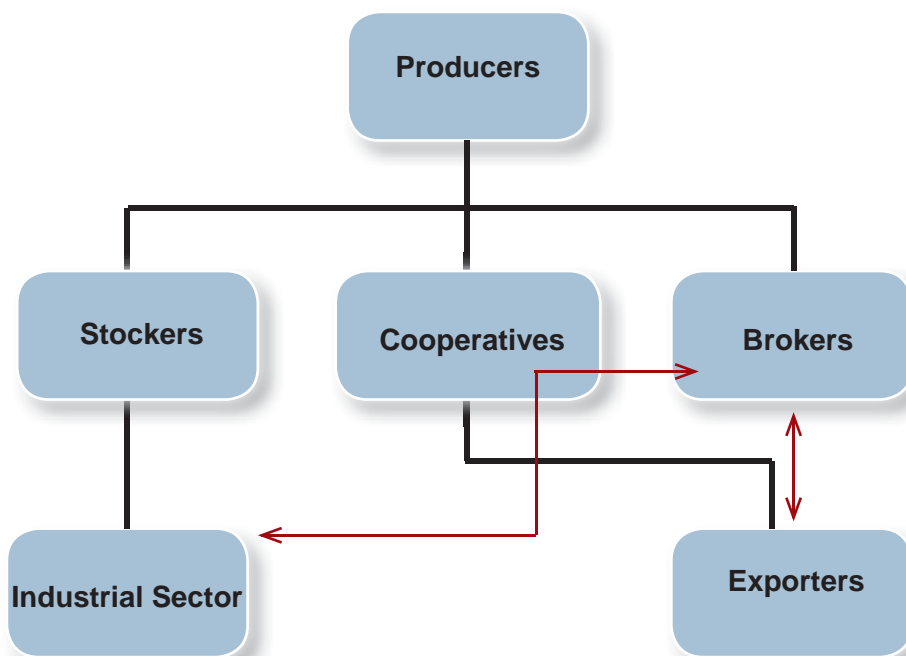 Producers
Stockers
Cooperatives
Brokers
Industrial Sector
Exporters